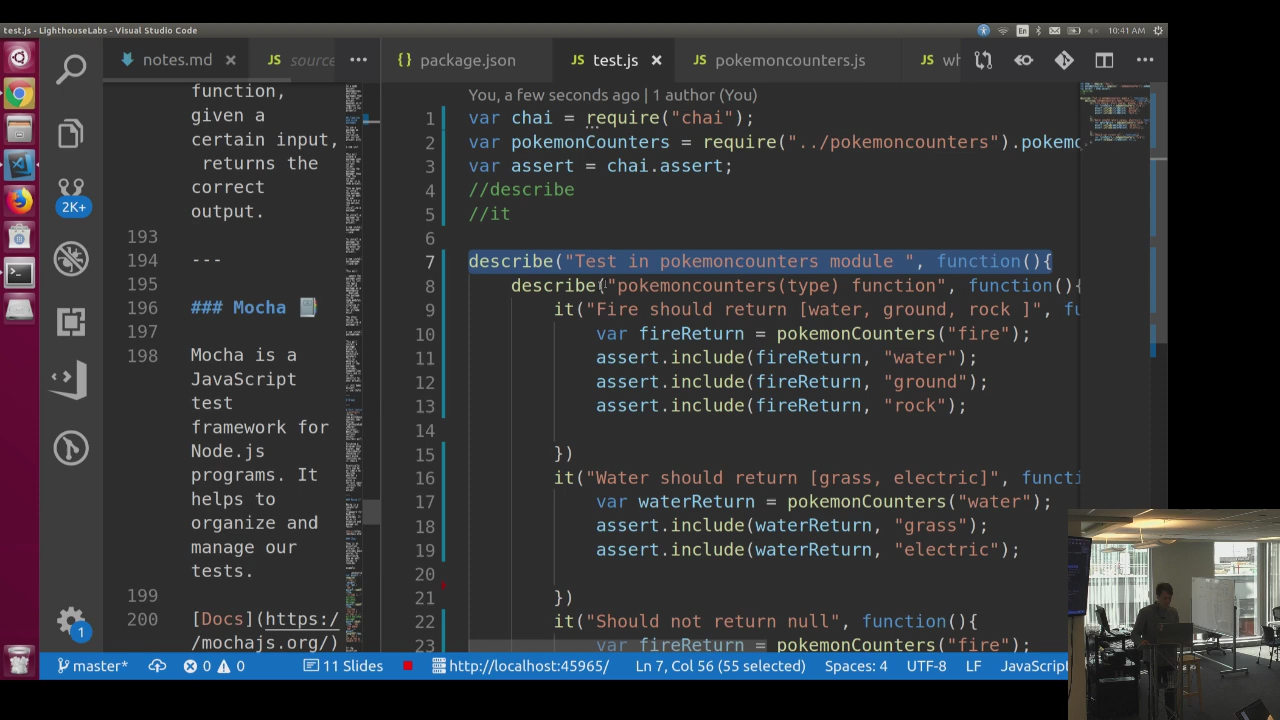 test.js - LighthouseLabs - Visual Studio Code
En
10:41 AM
notes.md
source
package.json
test.js
pokemoncounters.js
wh
JS
2K+
1
function,
given a
certain input,
returns the
correct
output.
193
194 ---
195
196 ### Mocha
197
198 Mocha is a
JavaScript
test
framework for
Node.js
programs. It
helps to
organize and
manage our
tests.
199
200 [Docs](https:/
/mochajs.org/)
You, a few seconds ago | 1 author (You)
1 var chai = require("chai");
2 var pokemonCounters = require("../pokemoncounters").pokemo
3 var assert = chai.assert;
4 //describe
5 //it
6
7 describe("Test in pokemoncounters module ", function(){
8 describe("pokemoncounters(type) function", function(){
9 it("Fire should return [water, ground, rock ]", fu
10 var fireReturn = pokemonCounters("fire");
11 assert.include(fireReturn, "water");
12 assert.include(fireReturn, "ground");
13 assert.include(fireReturn, "rock");
14
15 })
16 it("Water should return [grass, electric]", functi
17 var waterReturn = pokemonCounters("water");
18 assert.include(waterReturn, "grass");
19 assert.include(waterReturn, "electric");
20
21 })
22 it("Should not return null", function(){
23 var fireReturn = pokemonCounters("fire");
master* 0 0 11 Slides http://localhost:45965/ Ln 7, Col 56 (55 selected) Spaces: 4 UTF-8 LF JavaScript